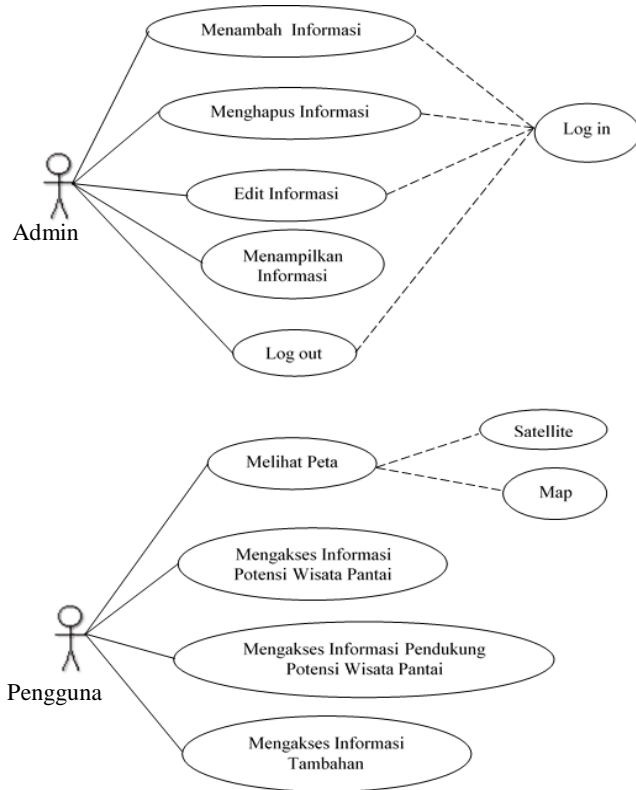 Menambah Informasi
Menghapus Informasi
Log in
Edit Informasi
Admin
Menampilkan
Informasi
Log out
Satellite
Melihat Peta
Map
Mengakses Informasi
Potensi Wisata Pantai
Mengakses Informasi Pendukung
Potensi Wisata Pantai
Pengguna
Mengakses Informasi
Tambahan